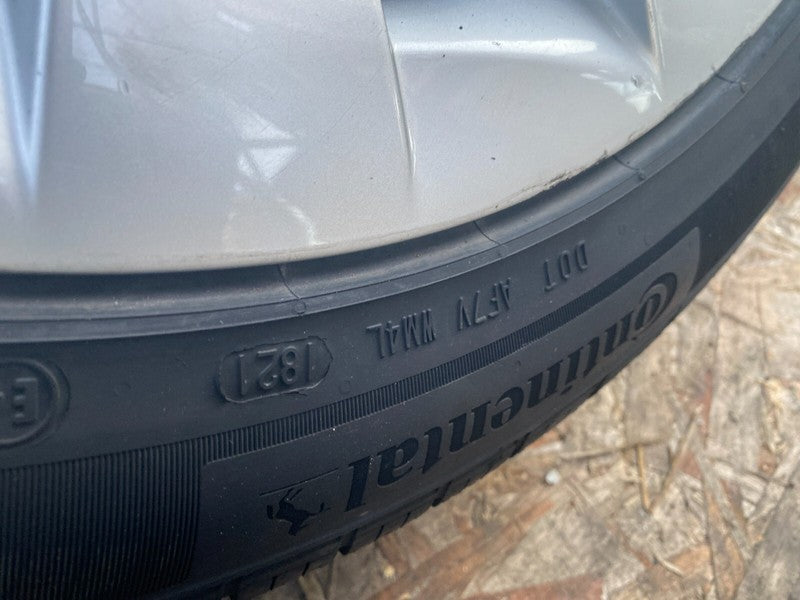 DOT AF7V WM4L 1821
Continental